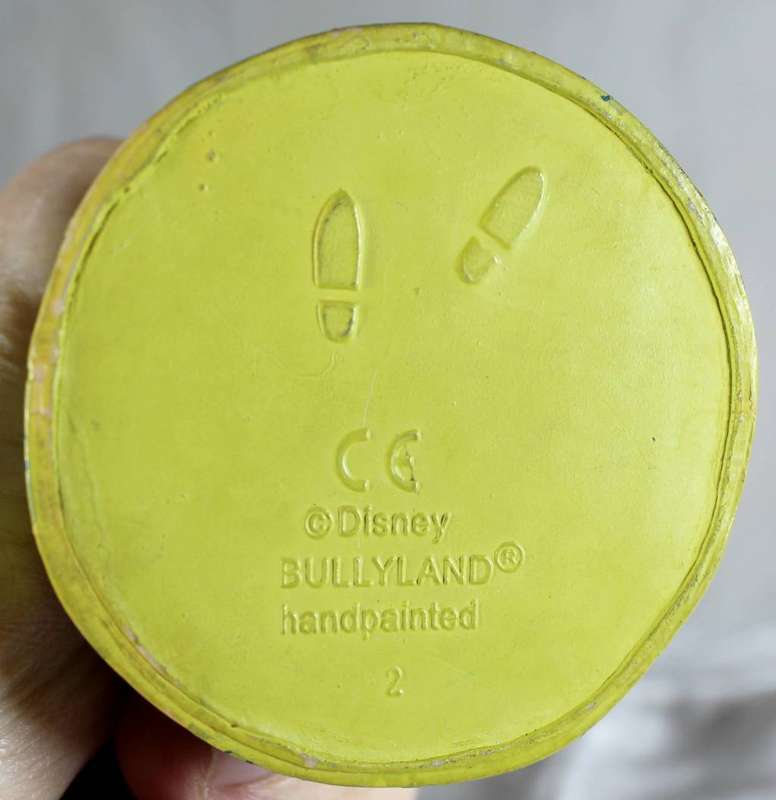 CE
©Disney
BULLYLAND®
handpainted
2